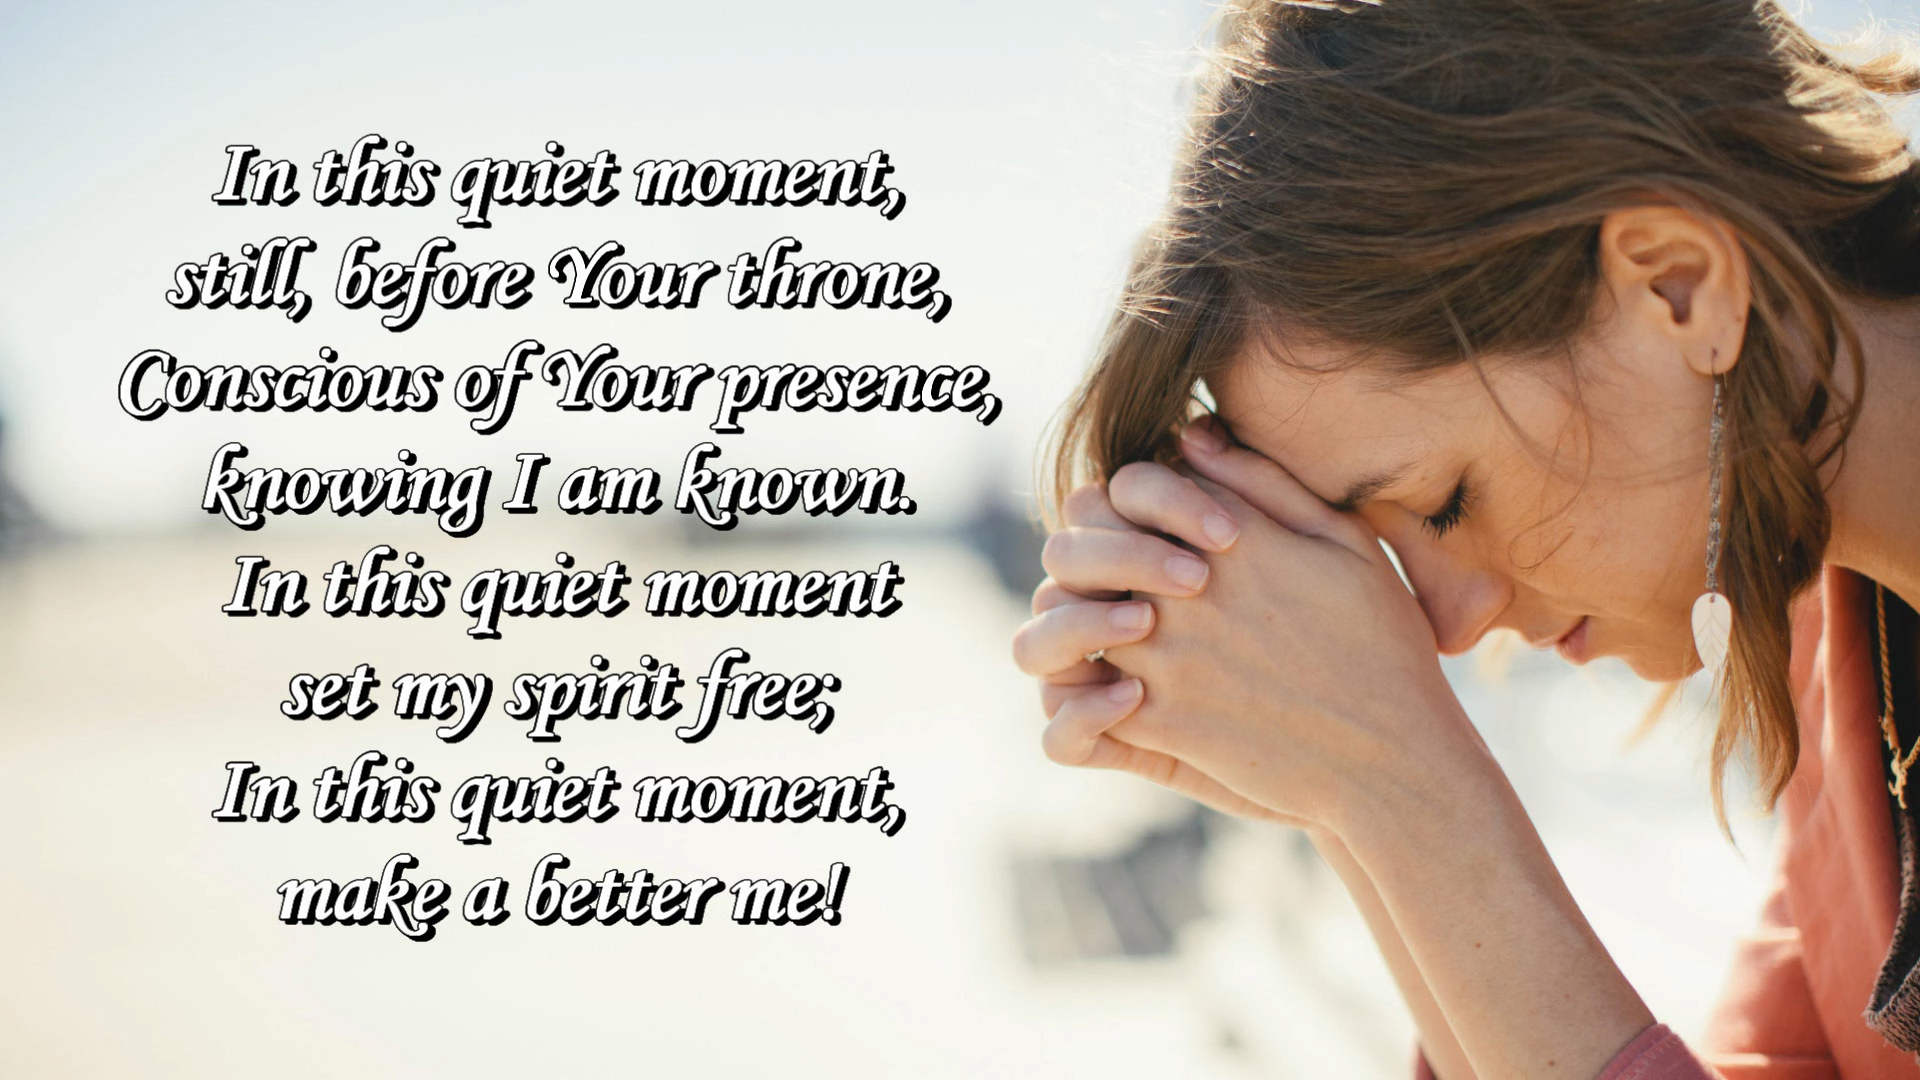 In this quiet moment,
still, before Your throne,
Conscious of Your presence,
knowing I am known.
In this quiet moment
set my spirit free;
In this quiet moment,
make a better me!